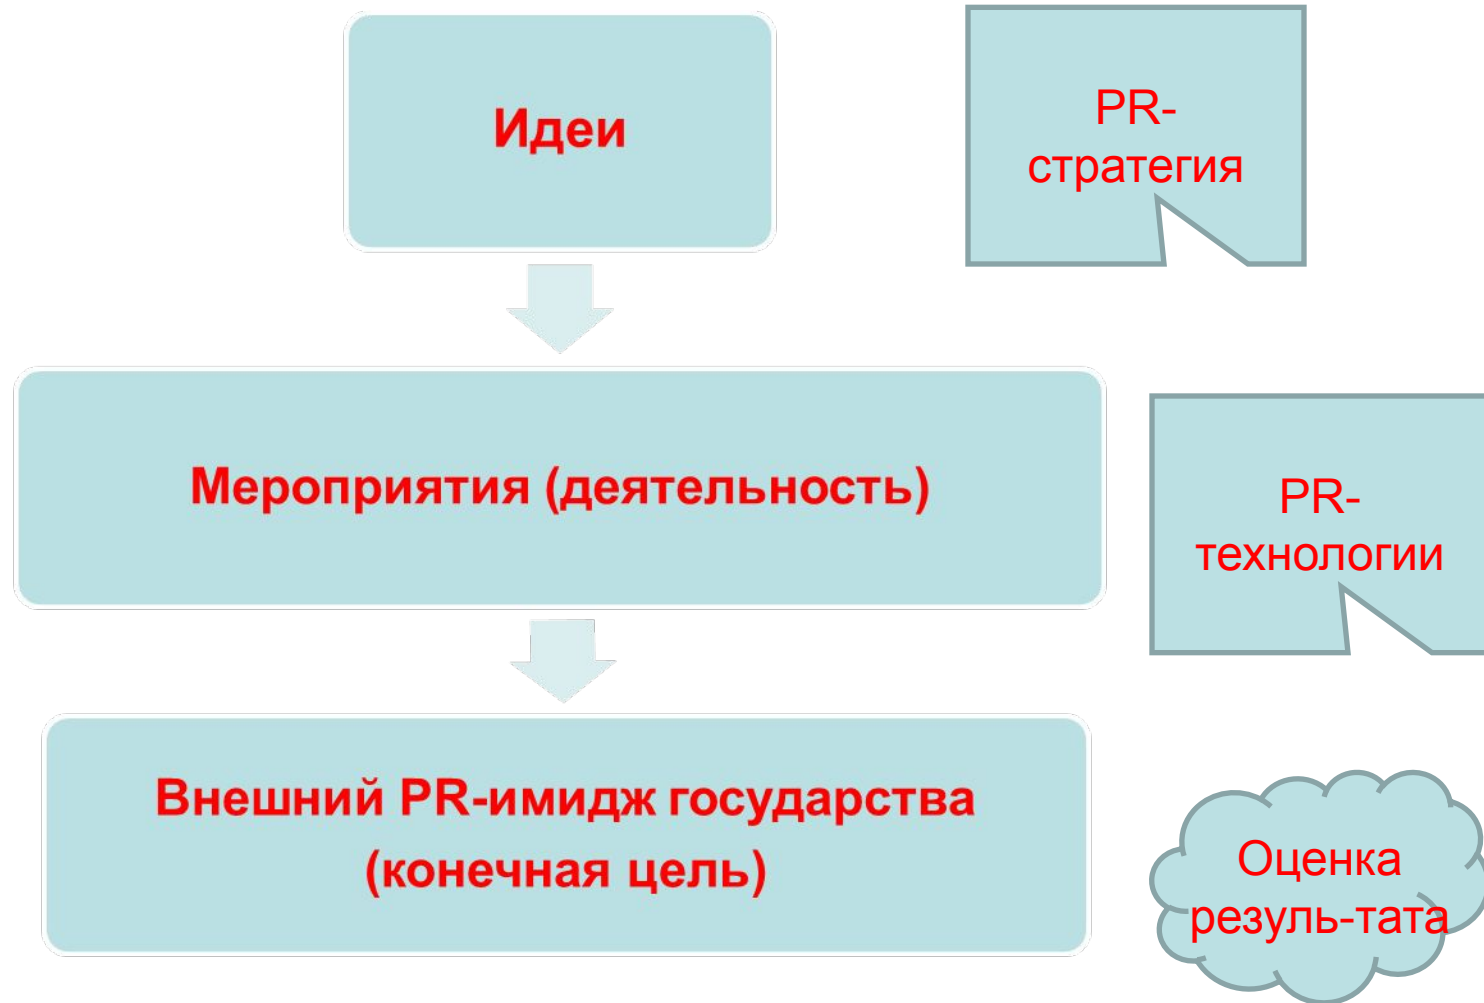 Идеи
PR-
стратегия
Мероприятия (деятельность)
PR-
технологии
Внешний PR-имидж государства
(конечная цель)
Оценка
резуль-тата